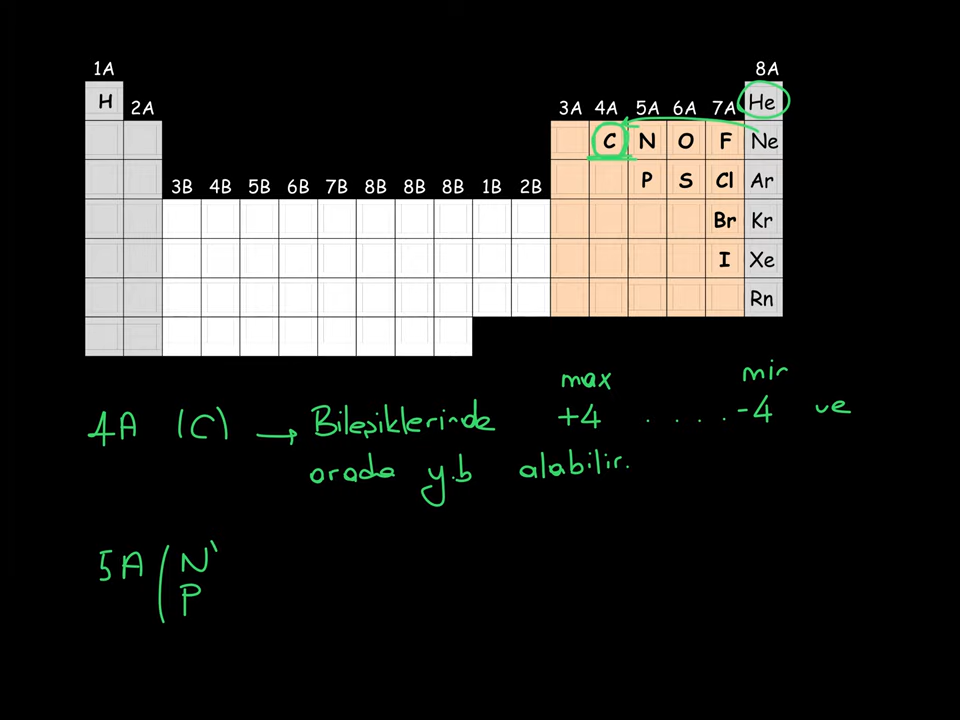 1A 8A
H 2A 3A 4A 5A 6A 7A He
C N O F Ne
3B 4B 5B 6B 7B 8B 8B 8B 1B 2B P S Cl Ar
Br Kr
I Xe
Rn
max min
4A (C) → Bileşiklerinde +4 . . . . -4 ve
arada y.b alabilir.
5A ( N
P